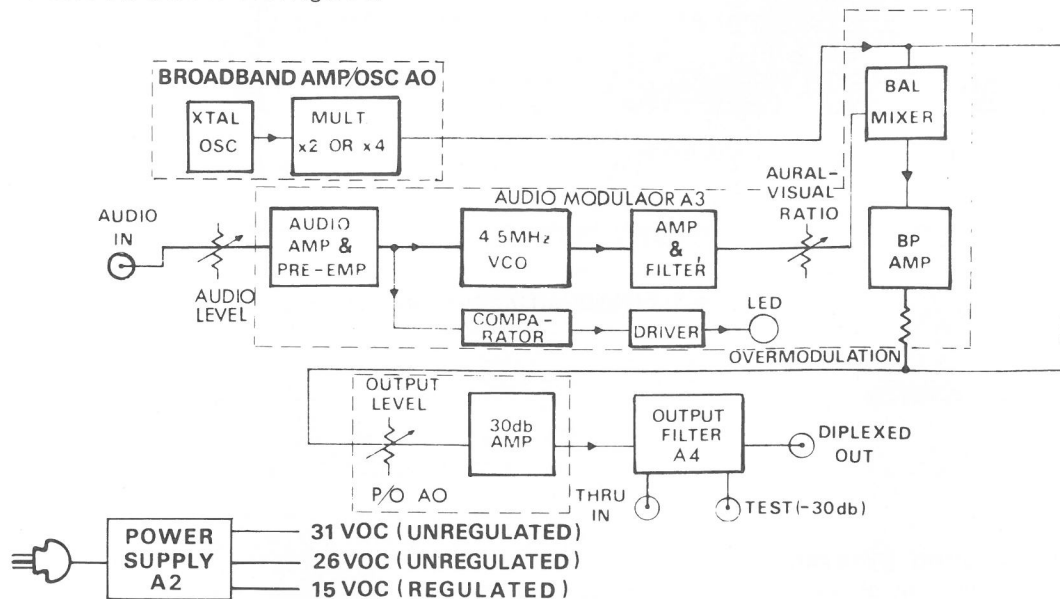 BROADBAND AMP/OSC AO
XTAL
OSC
MULT
x2 OR x4
BAL
MIXER
AURAL-
VISUAL
RATIO
AUDIO MODULAOR A3
AUDIO
IN
AUDIO
LEVEL
AUDIO
AMP &
PRE-EMP
4 5MHz
VCO
AMP
&
FILTER
BP
AMP
COMPA-
RATOR
DRIVER
LED
OVERMODULATION
OUTPUT
LEVEL
P/O AO
30db
AMP
OUTPUT
FILTER
A4
DIPLEXED
OUT
THRU
IN
TEST (-30db)
POWER
SUPPLY
A2
31 VOC (UNREGULATED)
26 VOC (UNREGULATED)
15 VOC (REGULATED)